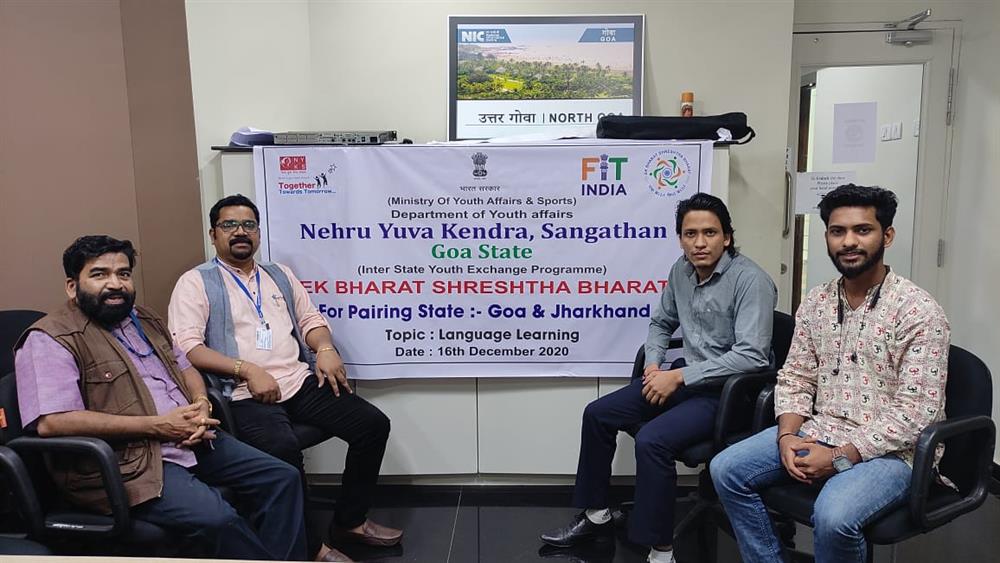 NIC
गोवा
GOA
उत्तर गोवा | NORTH GOA
NYKS
Together
Towards Tomorrow...
भारत सरकार
FIT
INDIA
(Ministry Of Youth Affairs & Sports)
Department of Youth affairs
Nehru Yuva Kendra, Sangathan
Goa State
(Inter State Youth Exchange Programme)
EK BHARAT SHRESHTHA BHARAT
For Pairing State :- Goa & Jharkhand
Topic : Language Learning
Date : 16th December 2020